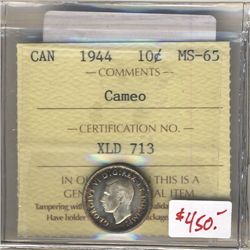 CAN 1944 10¢ MS-65
COMMENTS
Cameo
CERTIFICATION NO.
XLD 713
IN O THIS IS A
GEN AL ITEM
Tampering with
Have holder package.
$450.-